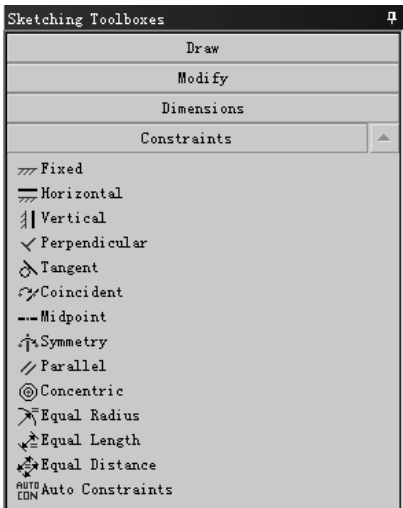 Sketching Toolboxes
Draw
Modify
Dimensions
Constraints
Fixed
Horizontal
Vertical
Perpendicular
Tangent
Coincident
Midpoint
Symmetry
Parallel
Concentric
Equal Radius
Equal Length
Equal Distance
AUTO
CON Auto Constraints